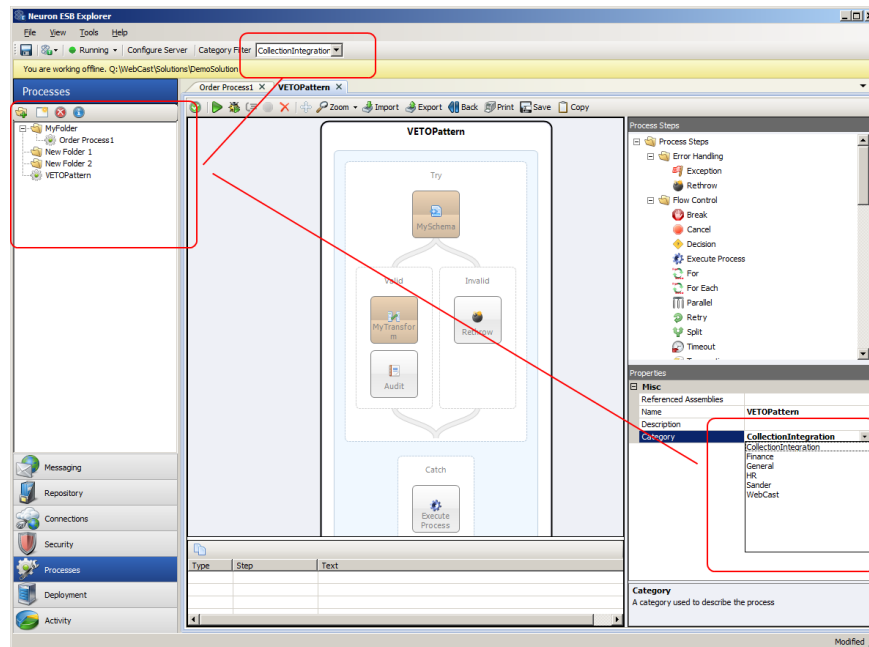 Neuron ESB Explorer
File View Tools Help
Running Configure Server Category Filter CollectionIntegration
You are working offline. Q:\WebCast\Solutions\DemoSolution
Processes
Order Process1 X VETOPattern X
Zoom Import Export Back Print Save Copy
MyFolder
Order Process1
New Folder 1
New Folder 2
VETOPattern
VETOPattern
Try
MySchema
Valid
Invalid
MyTransfor
m
Rethrow
Audit
Catch
Execute
Process
Process Steps
Process Steps
Error Handling
Exception
Rethrow
Flow Control
Break
Cancel
Decision
Execute Process
For
For Each
Parallel
Retry
Split
Timeout
Properties
Misc
Referenced Assemblies
Name VETOPattern
Description
Category CollectionIntegration
CollectionIntegration
Finance
General
HR
Sander
WebCast
Category
A category used to describe the process
Messaging
Repository
Connections
Security
Processes
Deployment
Activity
Type Step Text
Modified